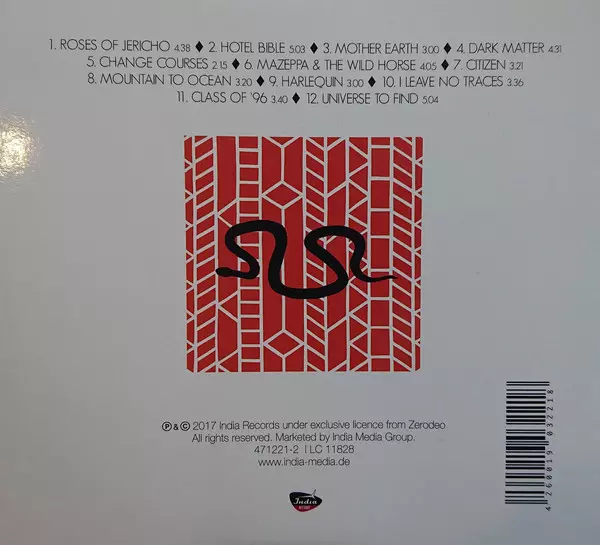 1. ROSES OF JERICHO 4.38 ♦ 2. HOTEL BIBLE 5.03 ♦ 3. MOTHER EARTH 3.00 ♦ 4. DARK MATTER 4.31
5. CHANGE COURSES 2.15 ♦ 6. MAZEPPA & THE WILD HORSE 4.05 ♦ 7. CITIZEN 3.21
8. MOUNTAIN TO OCEAN 3.20 ♦ 9. HARLEQUIN 3.00 ♦ 10. I LEAVE NO TRACES 3.36
11. CLASS OF '96 3.40 ♦ 12. UNIVERSE TO FIND 5.04
℗ & © 2017 India Records under exclusive licence from Zerodeo
All rights reserved. Marketed by India Media Group.
471221-2 | LC 11828
www.india-media.de
4 260019 032218
India